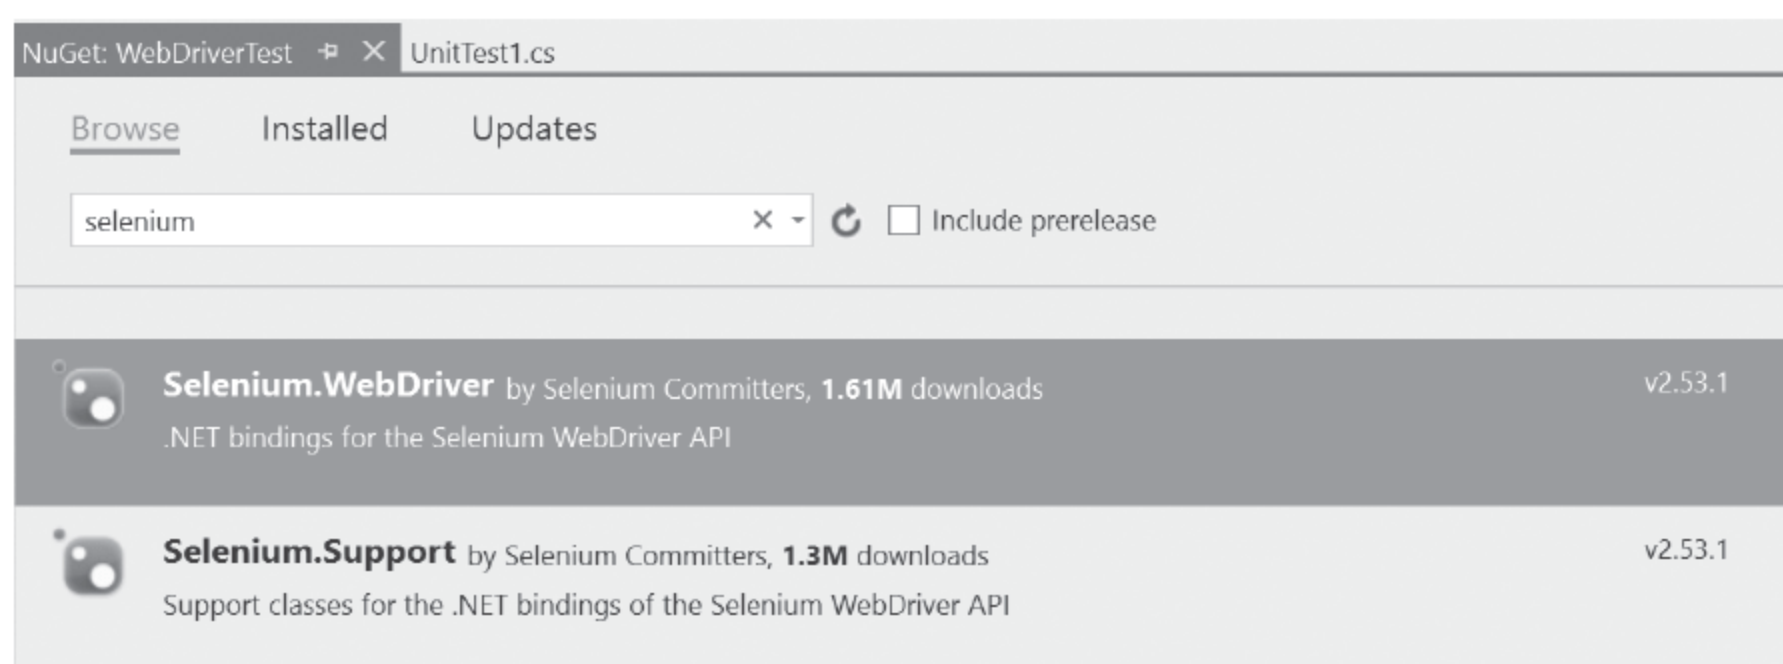 NuGet: WebDriverTest UnitTest1.cs
Browse Installed Updates
selenium Include prerelease
Selenium.WebDriver by Selenium Committers, 1.61M downloads v2.53.1
.NET bindings for the Selenium WebDriver API
Selenium.Support by Selenium Committers, 1.3M downloads v2.53.1
Support classes for the .NET bindings of the Selenium WebDriver API